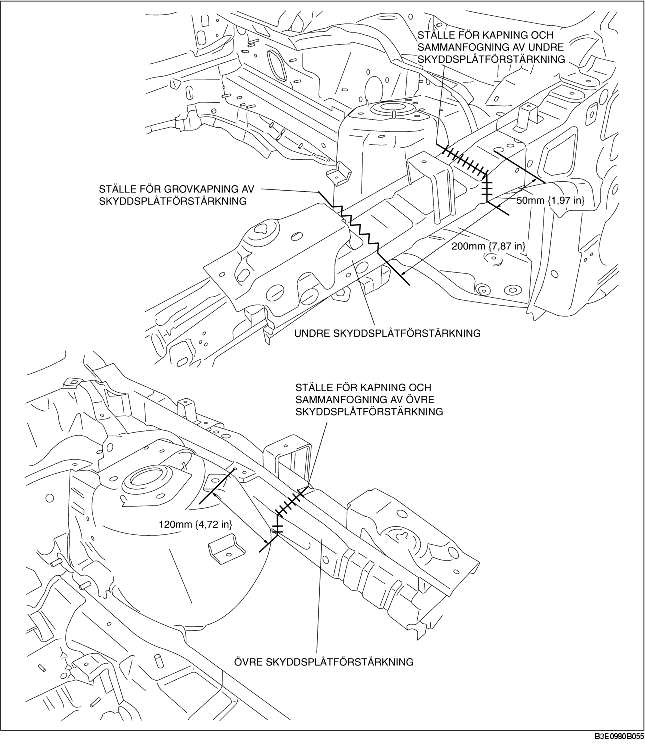 STÄLLE FÖR KAPNING OCH
SAMMANFOGNING AV UNDRE
SKYDDSPLÅTFÖRSTÄRKNING
STÄLLE FÖR GROVKAPNING AV
SKYDDSPLÅTFÖRSTÄRKNING
50mm {1,97 in}
200mm {7,87 in}
UNDRE SKYDDSPLÅTFÖRSTÄRKNING
STÄLLE FÖR KAPNING OCH
SAMMANFOGNING AV ÖVRE
SKYDDSPLÅTFÖRSTÄRKNING
120mm {4,72 in}
ÖVRE SKYDDSPLÅTFÖRSTÄRKNING
B3E0980B055